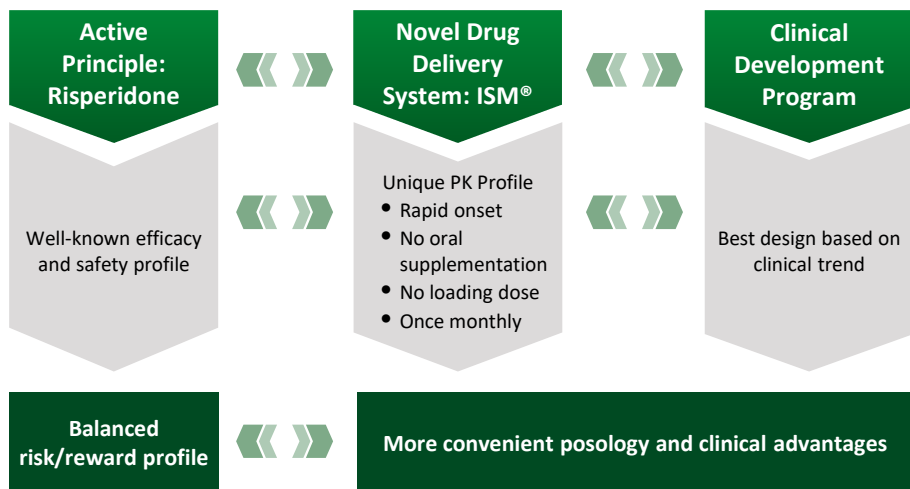 Active
Principle:
Risperidone
Novel Drug
Delivery
System: ISM®
Clinical
Development
Program
Well-known efficacy
and safety profile
Unique PK Profile
• Rapid onset
• No oral
supplementation
• No loading dose
• Once monthly
Best design based on
clinical trend
Balanced
risk/reward profile
More convenient posology and clinical advantages